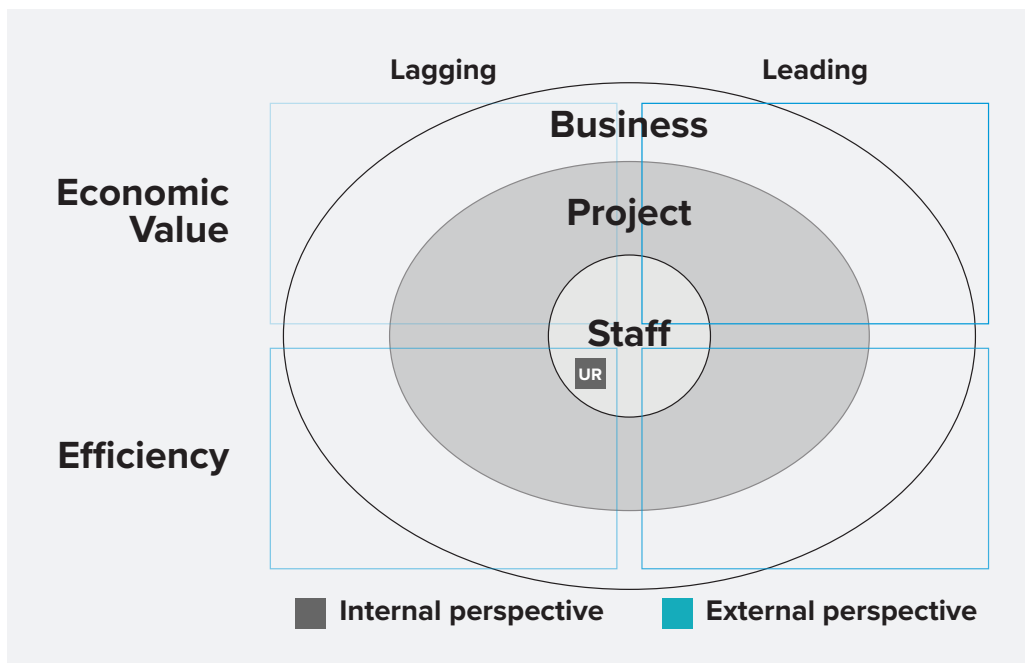 Lagging
Leading
Business
Economic
Value
Project
Staff
UR
Efficiency
Internal perspective
External perspective